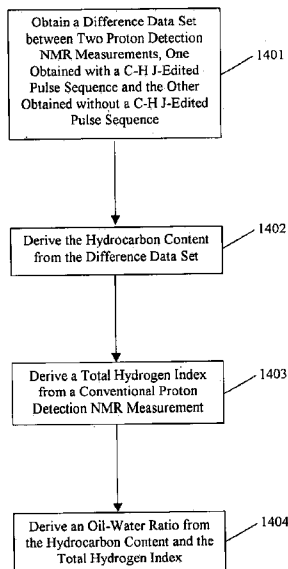 Obtain a Difference Data Set
between Two Proton Detection
NMR Measurements, One
Obtained with a C-H J-Edited
Pulse Sequence and the Other
Obtained without a C-H J-Edited
Pulse Sequence
1401
Derive the Hydrocarbon Content
from the Difference Data Set
1402
Derive a Total Hydrogen Index
from a Conventional Proton
Detection NMR Measurement
1403
Derive an Oil-Water Ratio from
the Hydrocarbon Content and the
Total Hydrogen Index
1404